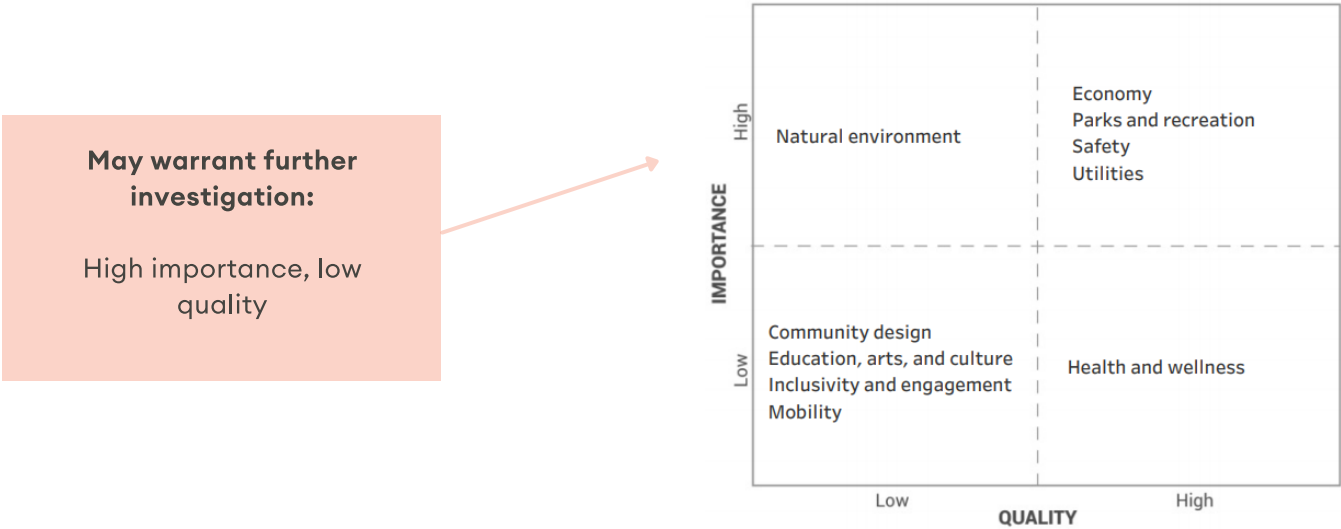 May warrant further
investigation:
High importance, low
quality
IMPORTANCE
High
Low
Natural environment
Economy
Parks and recreation
Safety
Utilities
Community design
Education, arts, and culture
Inclusivity and engagement
Mobility
Health and wellness
Low
High
QUALITY